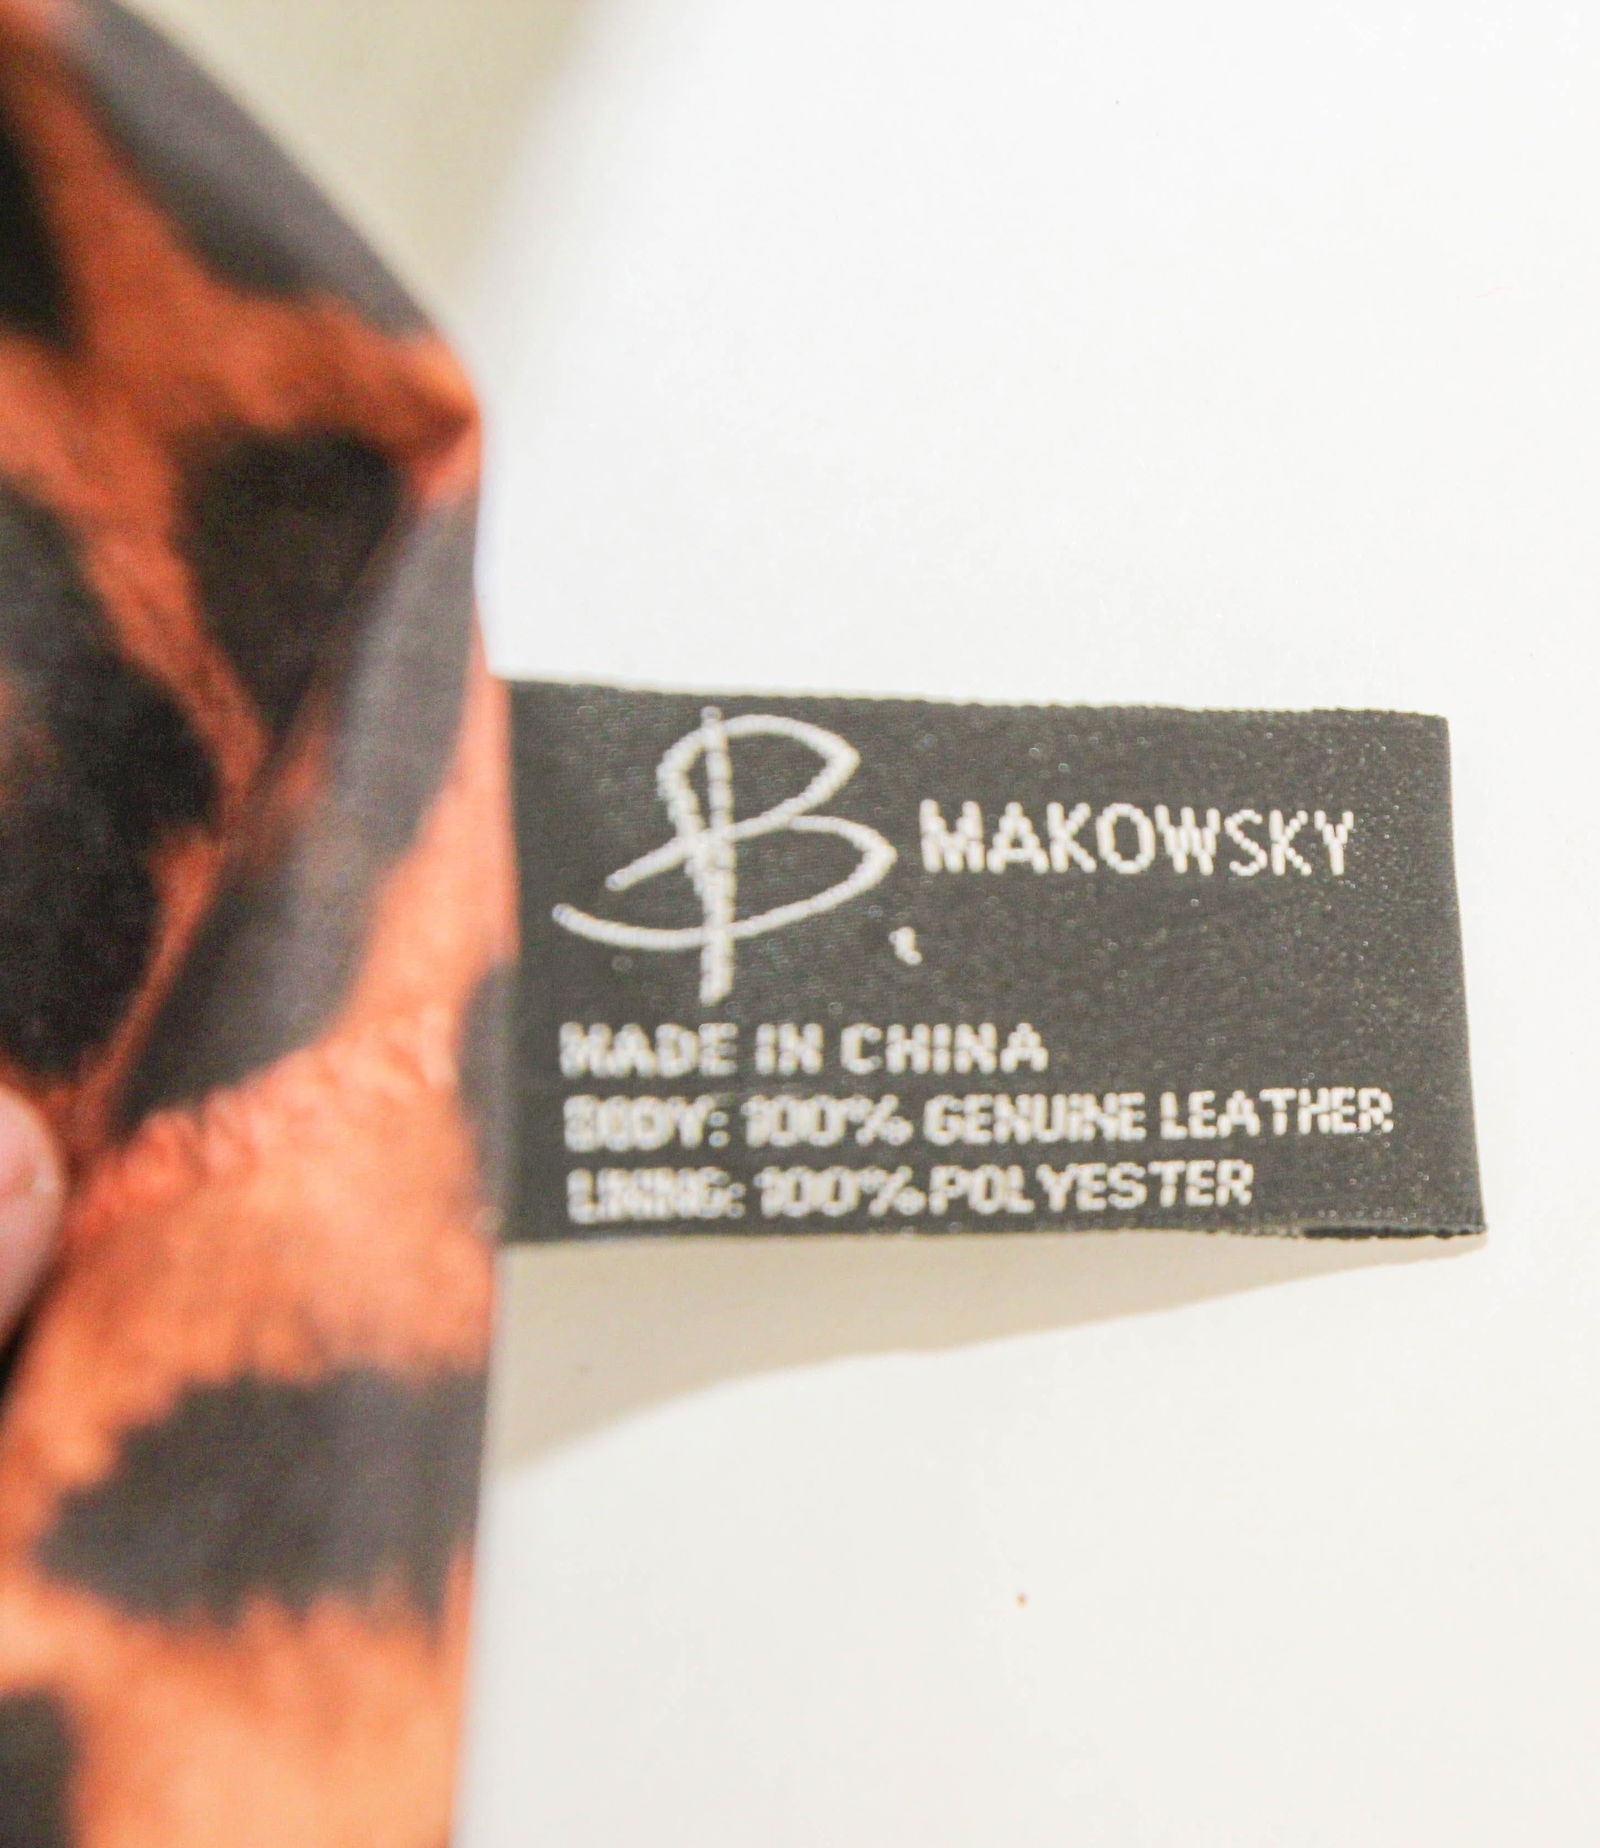 B. MAKOWSKY
MADE IN CHINA
BODY: 100% GENUINE LEATHER
LINING: 100% POLYESTER